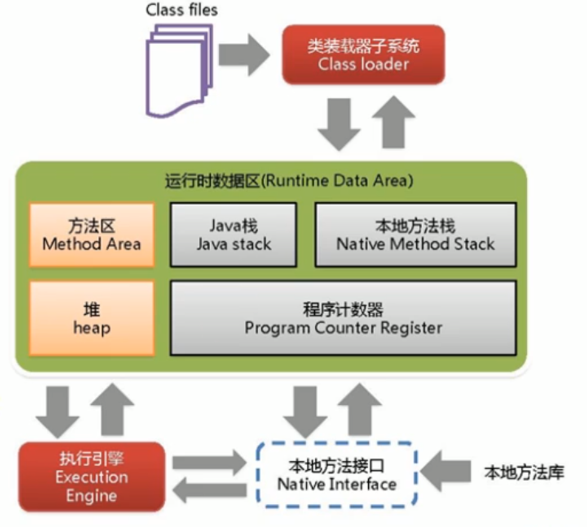 Class files
类装载器子系统
Class loader
运行时数据区(Runtime Data Area)
方法区
Method Area
Java栈
Java stack
本地方法栈
Native Method Stack
堆
heap
程序计数器
Program Counter Register
执行引擎
Execution
Engine
本地方法接口
Native Interface
本地方法库